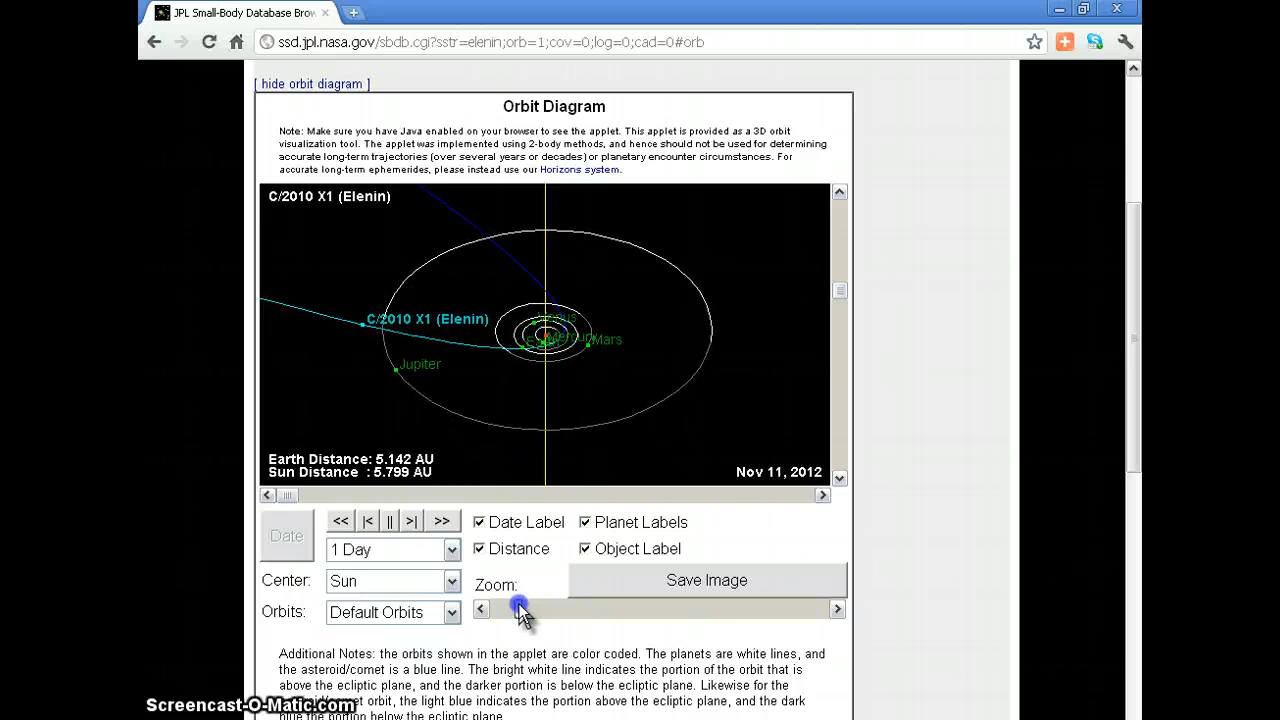 JPL Small-Body Database Brow
ssd.jpl.nasa.gov/sbdb.cgi?sstr=elenin;orb=1;cov=0;log=0;cad=0#orb
[ hide orbit diagram ]
Orbit Diagram
Note: Make sure you have Java enabled on your browser to see the applet. This applet is provided as a 3D orbit
visualization tool. The applet was implemented using 2-body methods, and hence should not be used for determining
accurate long-term trajectories (over several years or decades) or planetary encounter circumstances. For
accurate long-term ephemerides, please instead use our Horizons system.
C/2010 X1 (Elenin)
C/2010 X1 (Elenin)
Venus
Mercury
Mars
Jupiter
Earth Distance: 5.142 AU
Sun Distance : 5.799 AU
Nov 11, 2012
Date
<< |< || >| >>
Date Label
Planet Labels
1 Day
Distance
Object Label
Center:
Sun
Zoom:
Save Image
Orbits:
Default Orbits
Additional Notes: the orbits shown in the applet are color coded. The planets are white lines, and
the asteroid/comet is a blue line. The bright white line indicates the portion of the orbit that is
above the ecliptic plane, and the darker portion is below the ecliptic plane. Likewise for the
orbit, the light blue indicates the portion above the ecliptic plane, and the dark
blue the portion below the ecliptic plane
Screencast-O-Matic.com